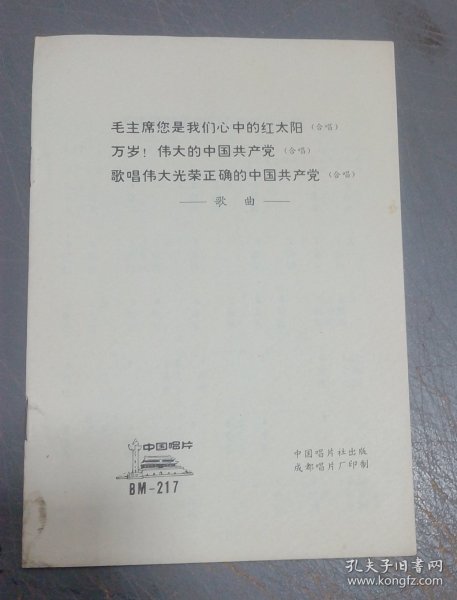 毛主席您是我们心中的红太阳（合唱）
万岁！伟大的中国共产党（合唱）
歌唱伟大光荣正确的中国共产党（合唱）
—— 歌 曲 ——
中国唱片
BM-217
中国唱片社出版
成都唱片厂印制
孔夫子旧书网
www.kongfz.com